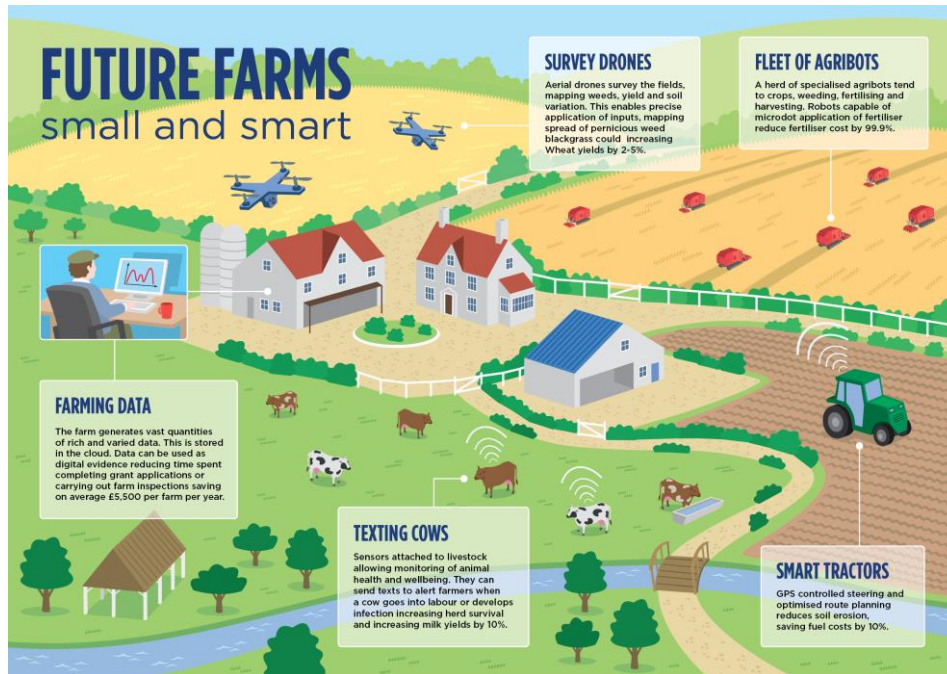 FUTURE FARMS
small and smart
SURVEY DRONES
Aerial drones survey the fields,
mapping weeds, yield and soil
variation. This enables precise
application of inputs, mapping
spread of pernicious weed
blackgrass could  increasing
Wheat yields by 2-5%.
FLEET OF AGRIBOTS
A herd of specialised agribots tend
to crops, weeding, fertilising and
harvesting. Robots capable of
microdot application of fertiliser
reduce fertiliser cost by 99.9%.
FARMING DATA
The farm generates vast quantities
of rich and varied data. This is stored
in the cloud. Data can be used as
digital evidence reducing time spent
completing grant applications or
carrying out farm inspections saving
on average £5,500 per farm per year.
TEXTING COWS
Sensors attached to livestock
allowing monitoring of animal
health and wellbeing. They can
send texts to alert farmers when
a cow goes into labour or develops
infection increasing herd survival
and increasing milk yields by 10%.
SMART TRACTORS
GPS controlled steering and
optimised route planning
reduces soil erosion,
saving fuel costs by 10%.